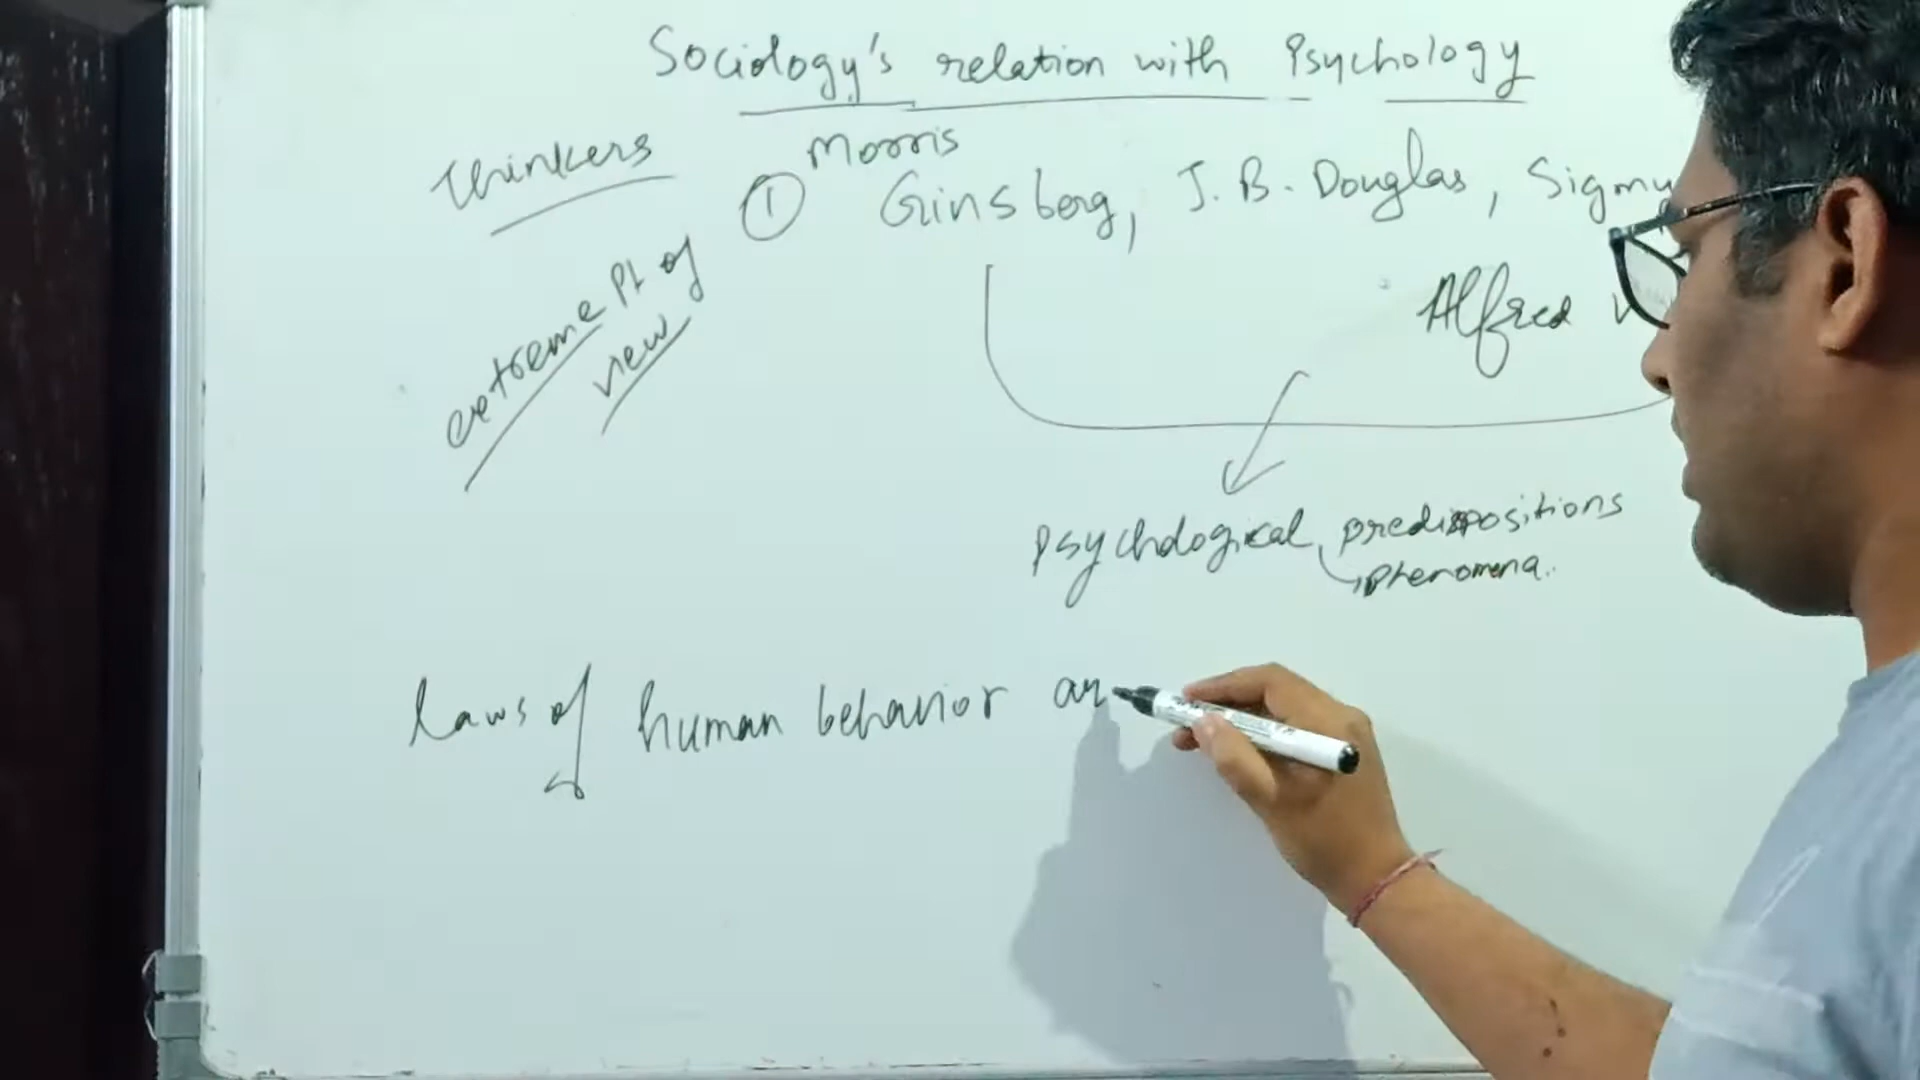 Sociology's relation with Psychology
Thinkers
Morris
① Ginsberg, J. B. Douglas, Sigmu
Alfred
extreme Pt of
view
Psychological predispositions
phenomena..
laws of human behavior ar